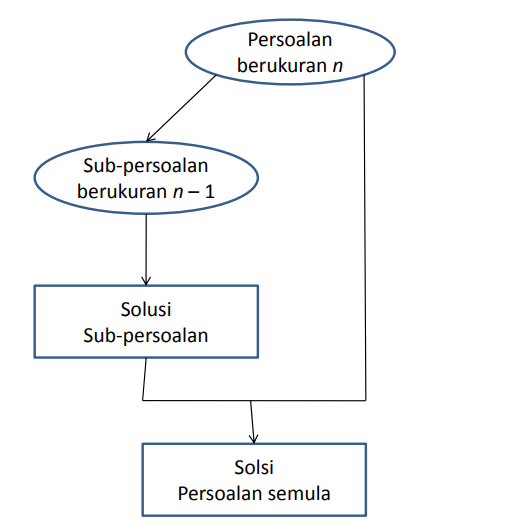 Persoalan
berukuran n
Sub-persoalan
berukuran n – 1
Solusi
Sub-persoalan
Solsi
Persoalan semula